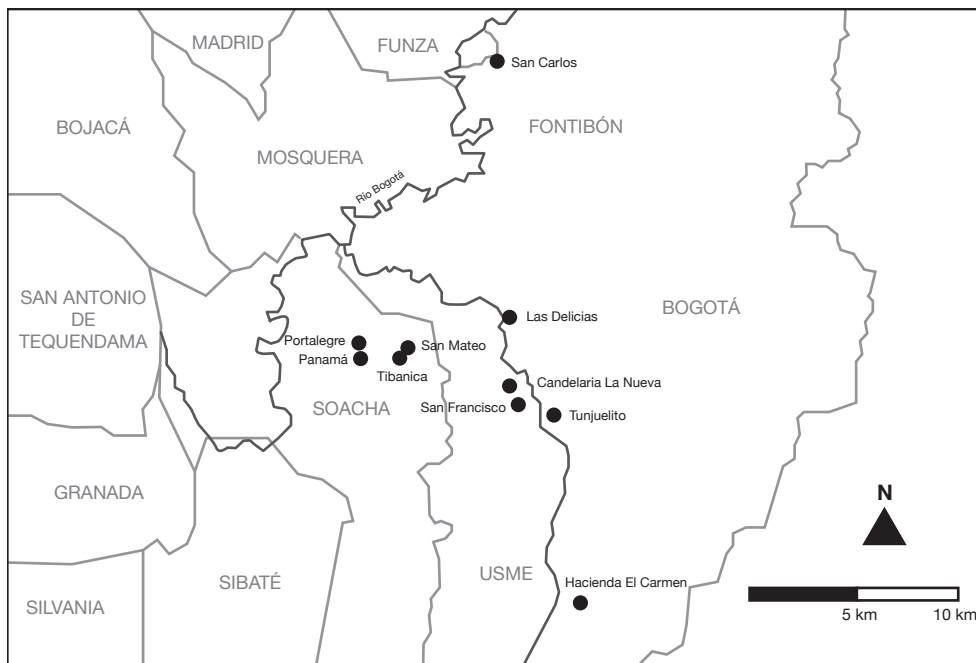 MADRID
FUNZA
San Carlos
BOJACÁ
FONTIBÓN
MOSQUERA
Río Bogotá
SAN ANTONIO
DE
TEQUENDAMA
BOGOTÁ
Las Delicias
Portalegre
San Mateo
Panamá
Tibanica
Candelaria La Nueva
San Francisco
SOACHA
Tunjuelito
GRANADA
N
USME
SIBATÉ
Hacienda El Carmen
SILVANIA
5 km
10 km